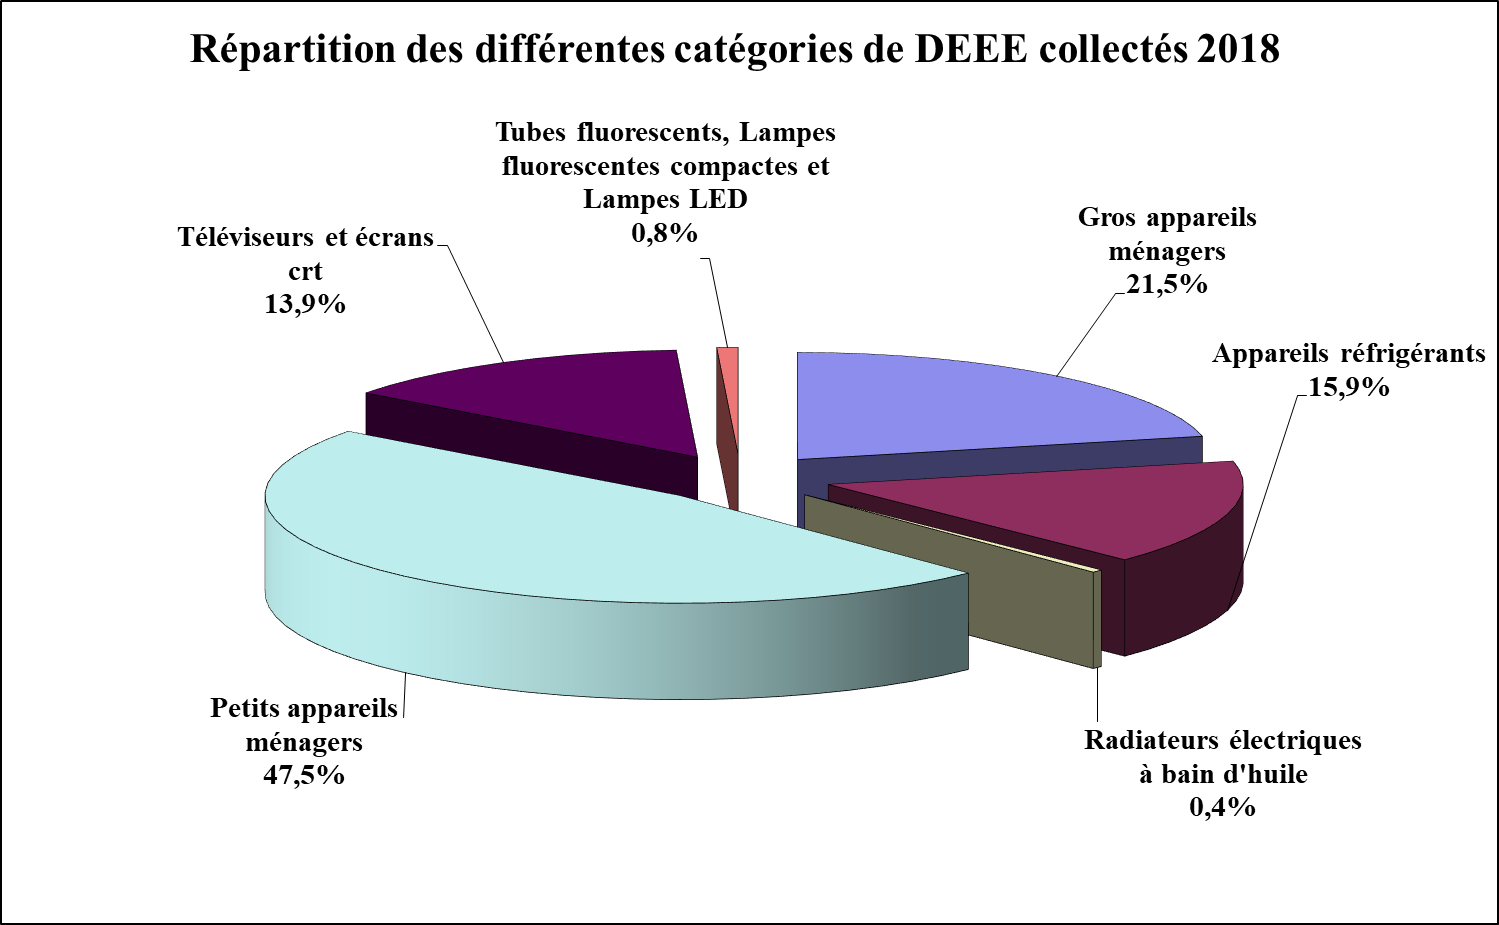 Répartition des différentes catégories de DEEE collectés 2018
Tubes fluorescents, Lampes
fluorescentes compactes et
Lampes LED
0,8%
Téléviseurs et écrans
crt
13,9%
Gros appareils
ménagers
21,5%
Appareils réfrigérants
15,9%
Petits appareils
ménagers
47,5%
Radiateurs électriques
à bain d'huile
0,4%